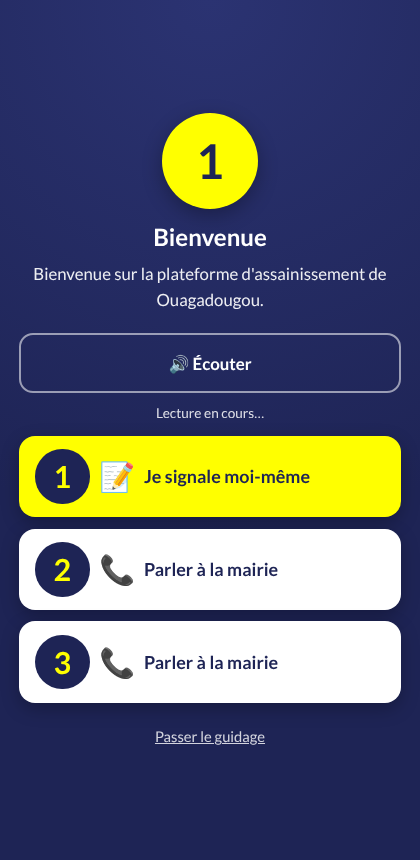 1
Bienvenue
Bienvenue sur la plateforme d'assainissement de
Ouagadougou.
🔊 Écouter
Lecture en cours…
1 📝 Je signale moi-même
2 📞 Parler à la mairie
3 📞 Parler à la mairie
Passer le guidage